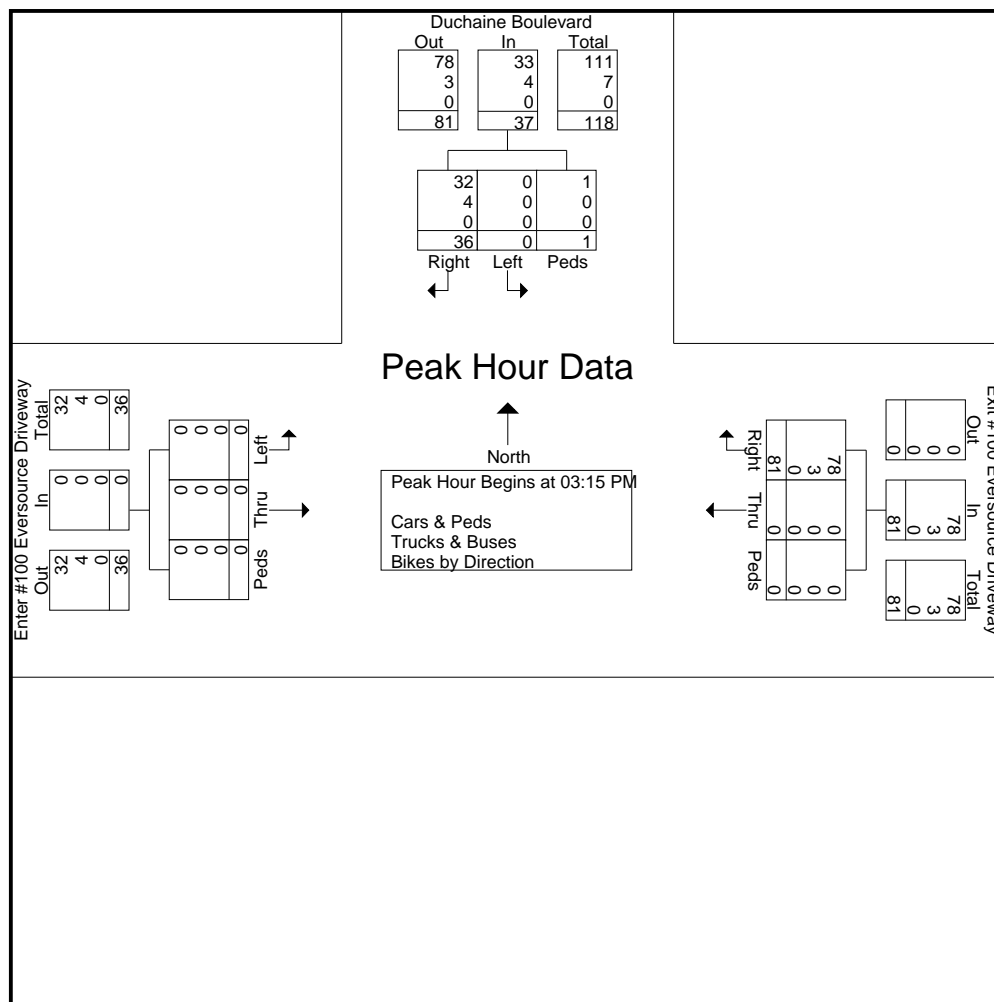 Duchaine Boulevard
Out In Total
78 33 111
3 4 7
0 0 0
81 37 118
32 0 1
4 0 0
0 0 0
36 0 1
Right Left Peds
Peak Hour Data
North
Peak Hour Begins at 03:15 PM
Cars & Peds
Trucks & Buses
Bikes by Direction
Enter #100 Eversource Driveway
Total In Out
32 0 32
4 0 4
0 0 0
36 0 36
0 0 0
0 0 0
0 0 0
0 0 0
Left Thru Peds
Exit #100 Eversource Driveway
Out In Total
0 78 78
0 3 3
0 0 0
0 81 81
78 0 0
3 0 0
0 0 0
81 0 0
Right Thru Peds